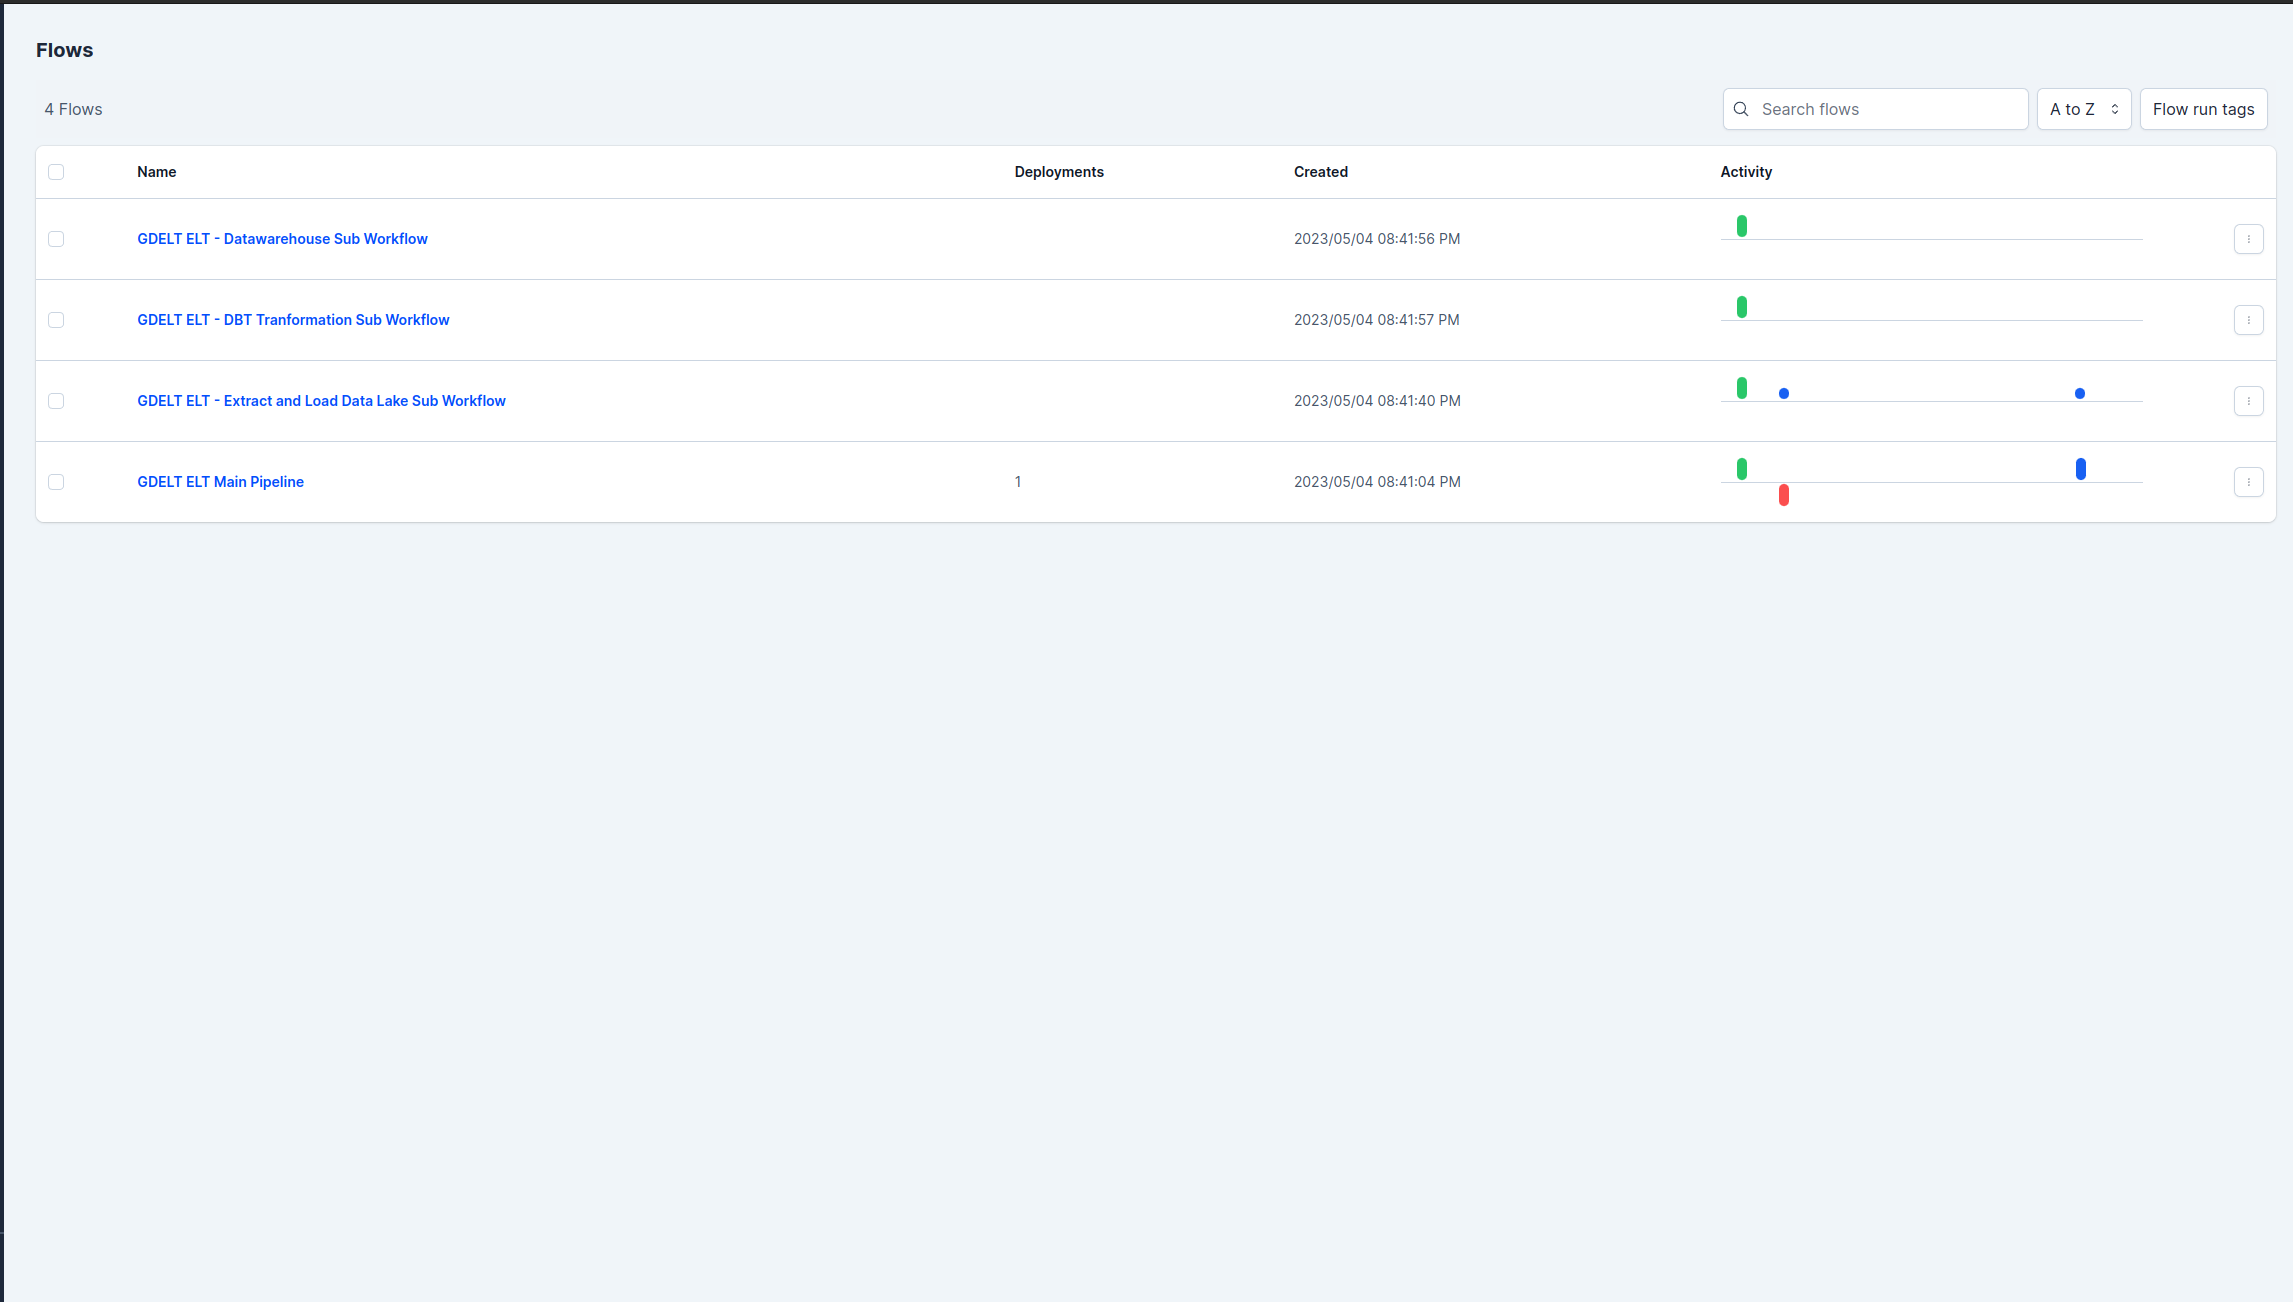 Flows
4 Flows
Search flows
A to Z
Flow run tags
Name Deployments Created Activity
GDELT ELT - Datawarehouse Sub Workflow 2023/05/04 08:41:56 PM
GDELT ELT - DBT Tranformation Sub Workflow 2023/05/04 08:41:57 PM
GDELT ELT - Extract and Load Data Lake Sub Workflow 2023/05/04 08:41:40 PM
GDELT ELT Main Pipeline 1 2023/05/04 08:41:04 PM